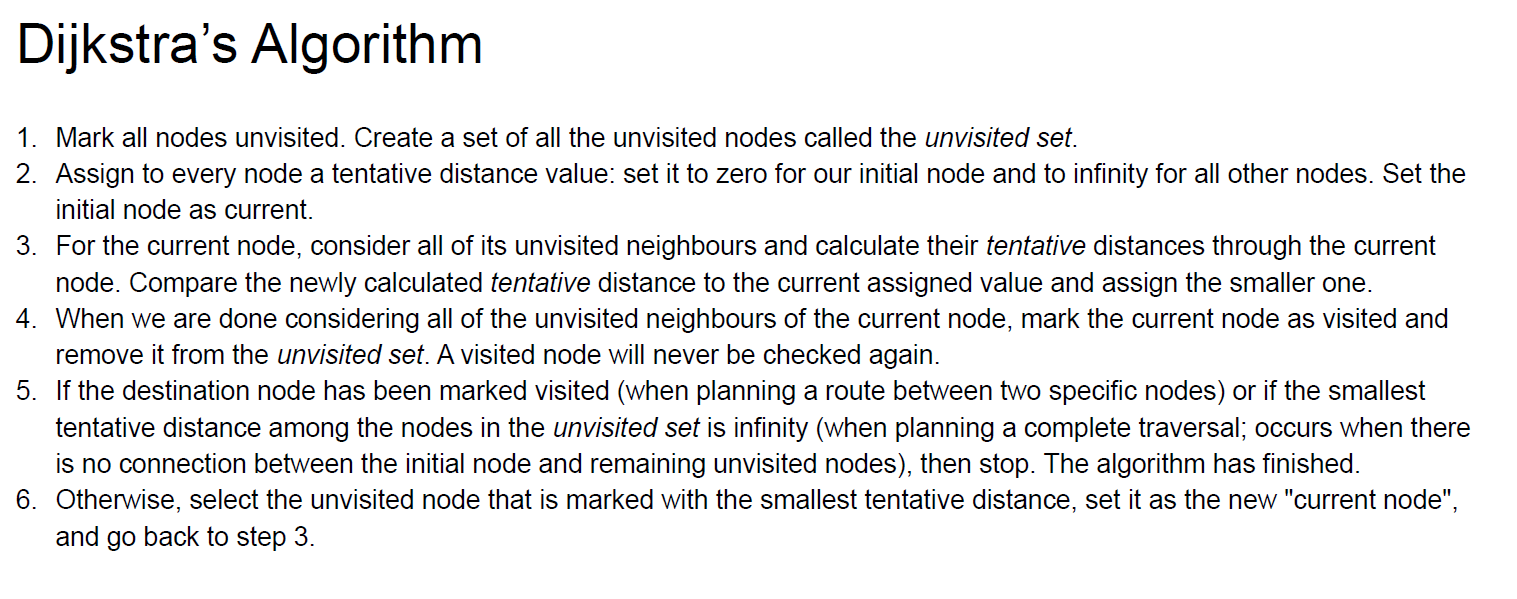 Dijkstra’s Algorithm
1. Mark all nodes unvisited. Create a set of all the unvisited nodes called the unvisited set.
2. Assign to every node a tentative distance value: set it to zero for our initial node and to infinity for all other nodes. Set the
initial node as current.
3. For the current node, consider all of its unvisited neighbours and calculate their tentative distances through the current
node. Compare the newly calculated tentative distance to the current assigned value and assign the smaller one.
4. When we are done considering all of the unvisited neighbours of the current node, mark the current node as visited and
remove it from the unvisited set. A visited node will never be checked again.
5. If the destination node has been marked visited (when planning a route between two specific nodes) or if the smallest
tentative distance among the nodes in the unvisited set is infinity (when planning a complete traversal; occurs when there
is no connection between the initial node and remaining unvisited nodes), then stop. The algorithm has finished.
6. Otherwise, select the unvisited node that is marked with the smallest tentative distance, set it as the new "current node",
and go back to step 3.